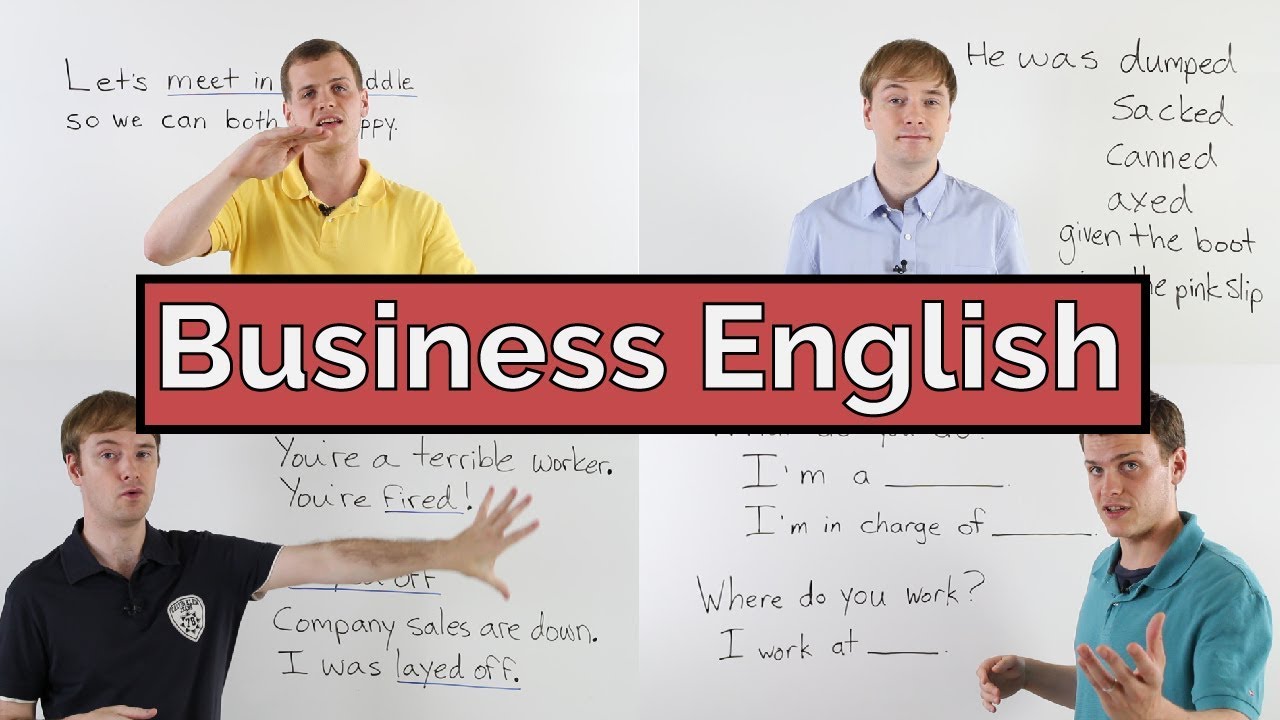 Let's meet in ddle
so we can both ppy.
He was dumped
Sacked
Canned
axed
given the boot
the pink slip
Business English
You're a terrible worker.
You're fired!
off
Company sales are down.
I was layed off.
I'm a
I'm in charge of
Where do you work?
I work at